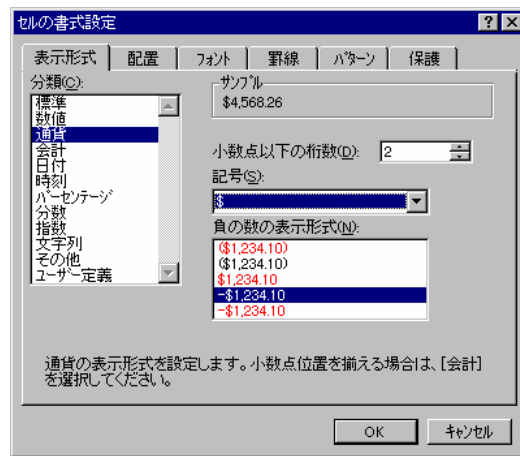 セルの書式設定
表示形式 配置 フォント 罫線 パターン 保護
分類(C):
標準
数値
通貨
会計
日付
時刻
パーセンテージ
分数
指数
文字列
その他
ユーザー定義
サンプル
$4,568.26
小数点以下の桁数(D): 2
記号(S):
$
負の数の表示形式(N):
($1,234.10)
($1,234.10)
$1,234.10
-$1,234.10
-$1,234.10
通貨の表示形式を設定します。小数点位置を揃える場合は、[会計]
を選択してください。
OK キャンセル